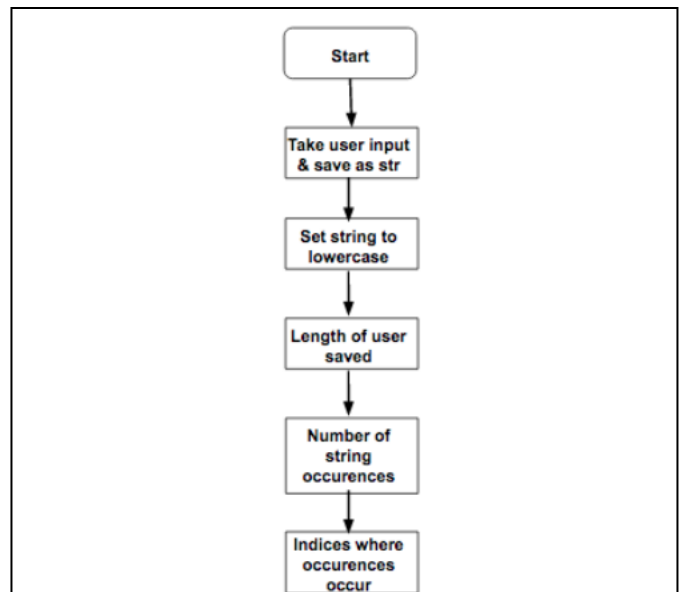 Start
Take user input
& save as str
Set string to
lowercase
Length of user
saved
Number of
string
occurences
Indices where
occurences
occur